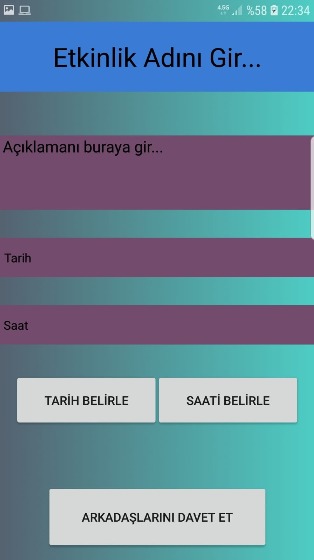 4.5G %58 22:34
Etkinlik Adını Gir...
Açıklamanı buraya gir...
Tarih
Saat
TARİH BELİRLE SAATİ BELİRLE
ARKADAŞLARINI DAVET ET